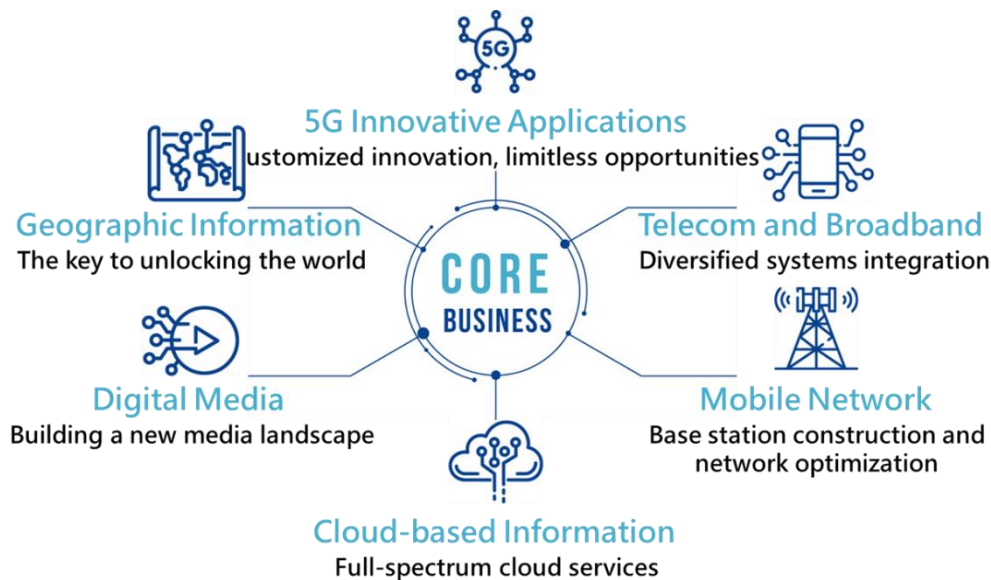 5G
5G Innovative Applications
ustomized innovation, limitless opportunities
Geographic Information
The key to unlocking the world
Telecom and Broadband
Diversified systems integration
CORE
BUSINESS
Digital Media
Building a new media landscape
Mobile Network
Base station construction and
network optimization
Cloud-based Information
Full-spectrum cloud services